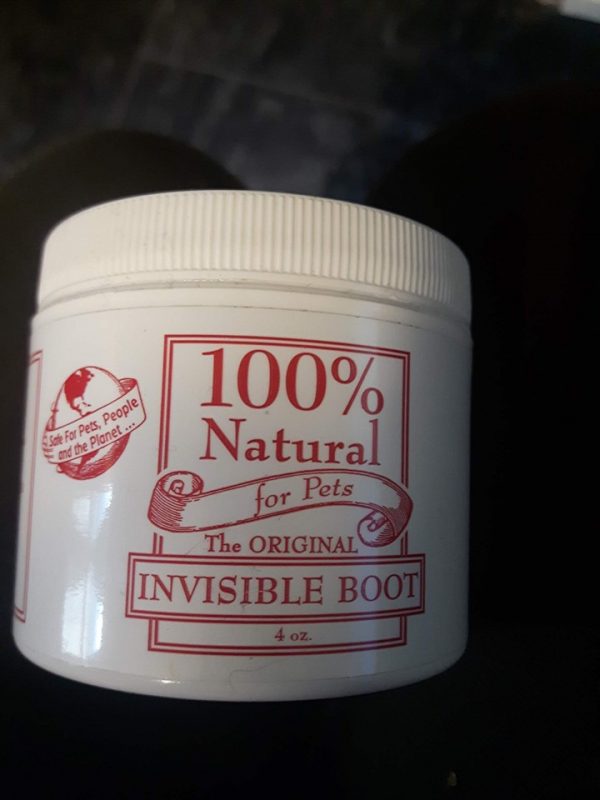 100%
Natural
for Pets
The ORIGINAL
INVISIBLE BOOT
4 oz.
Safe For Pets, People
and the Planet ...